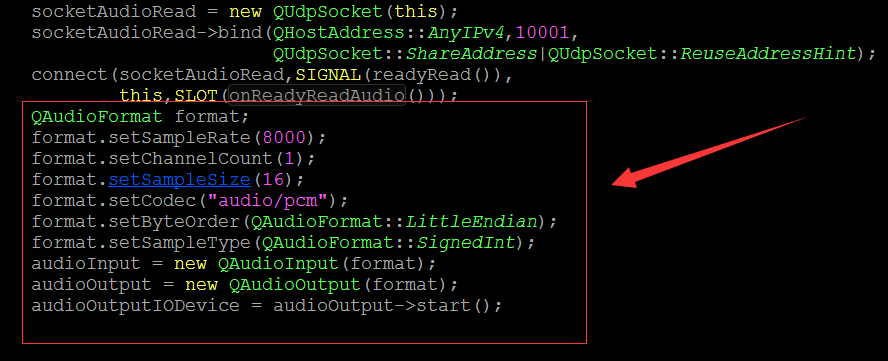 socketAudioRead = new QUdpSocket(this);
socketAudioRead->bind(QHostAddress::AnyIPv4,10001,
QUdpSocket::ShareAddress|QUdpSocket::ReuseAddressHint);
connect(socketAudioRead,SIGNAL(readyRead()),
this,SLOT(onReadyReadAudio()));
QAudioFormat format;
format.setSampleRate(8000);
format.setChannelCount(1);
format.setSampleSize(16);
format.setCodec("audio/pcm");
format.setByteOrder(QAudioFormat::LittleEndian);
format.setSampleType(QAudioFormat::SignedInt);
audioInput = new QAudioInput(format);
audioOutput = new QAudioOutput(format);
audioOutputIODevice = audioOutput->start();